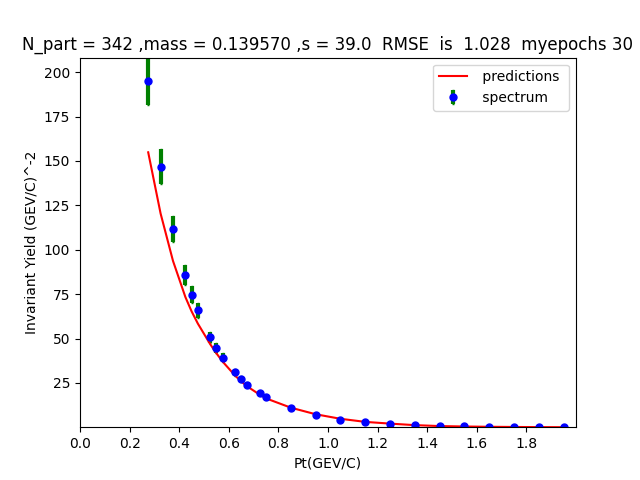 N_part = 342 ,mass = 0.139570 ,s = 39.0  RMSE  is  1.028  myepochs 30
predictions
spectrum
Invariant Yield (GEV/C)^-2
200
175
150
125
100
75
50
25
0.0 0.2 0.4 0.6 0.8 1.0 1.2 1.4 1.6 1.8
Pt(GEV/C)